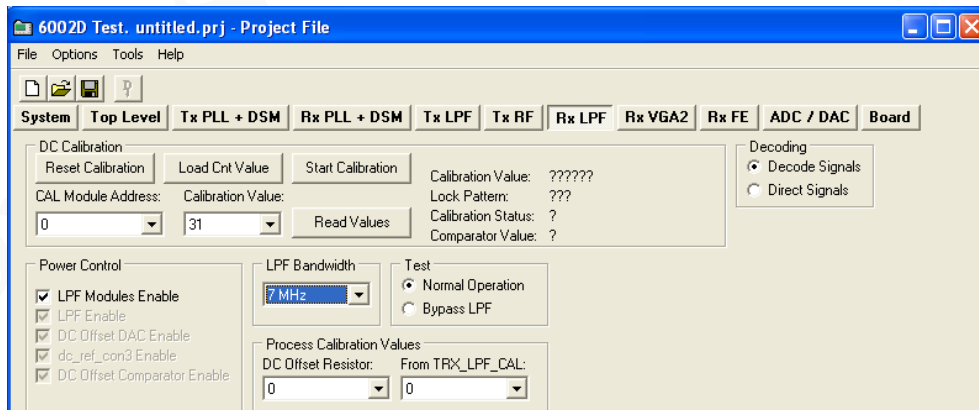 6002D Test. untitled.prj - Project File
File Options Tools Help
System Top Level Tx PLL + DSM Rx PLL + DSM Tx LPF Tx RF Rx LPF Rx VGA2 Rx FE ADC / DAC Board
DC Calibration
Reset Calibration Load Cnt Value Start Calibration
CAL Module Address: Calibration Value:
0 31 Read Values
Calibration Value: ??????
Lock Pattern: ???
Calibration Status: ?
Comparator Value: ?
Decoding
Decode Signals
Direct Signals
Power Control
LPF Modules Enable
LPF Enable
DC Offset DAC Enable
dc_ref_con3 Enable
DC Offset Comparator Enable
LPF Bandwidth
7 MHz
Test
Normal Operation
Bypass LPF
Process Calibration Values
DC Offset Resistor: From TRX_LPF_CAL:
0 0